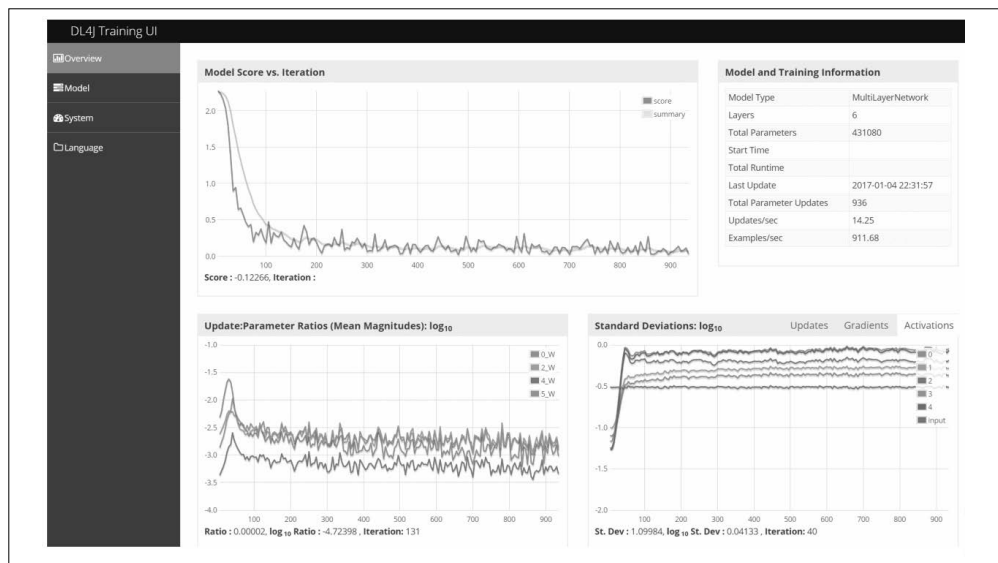 DL4J Training UI
Overview
Model
System
Language
Model Score vs. Iteration
score
summary
2.0
1.5
1.0
0.5
0.0
100 200 300 400 500 600 700 800 900
Score : -0.12266, Iteration :
Model and Training Information
Model Type MultiLayerNetwork
Layers 6
Total Parameters 431080
Start Time
Total Runtime
Last Update 2017-01-04 22:31:57
Total Parameter Updates 936
Updates/sec 14.25
Examples/sec 911.68
Update:Parameter Ratios (Mean Magnitudes): log10
0_W
2_W
4_W
5_W
-1.0
-1.5
-2.0
-2.5
-3.0
-3.5
-4.0
100 200 300 400 500 600 700 800 900
Ratio : 0.00002, log 10 Ratio : -4.72398 , Iteration: 131
Standard Deviations: log10 Updates Gradients Activations
0
1
2
3
4
input
0.0
-0.5
-1.0
-1.5
-2.0
100 200 300 400 500 600 700 800 900
St. Dev : 1.09984, log 10 St. Dev : 0.04133 , Iteration: 40